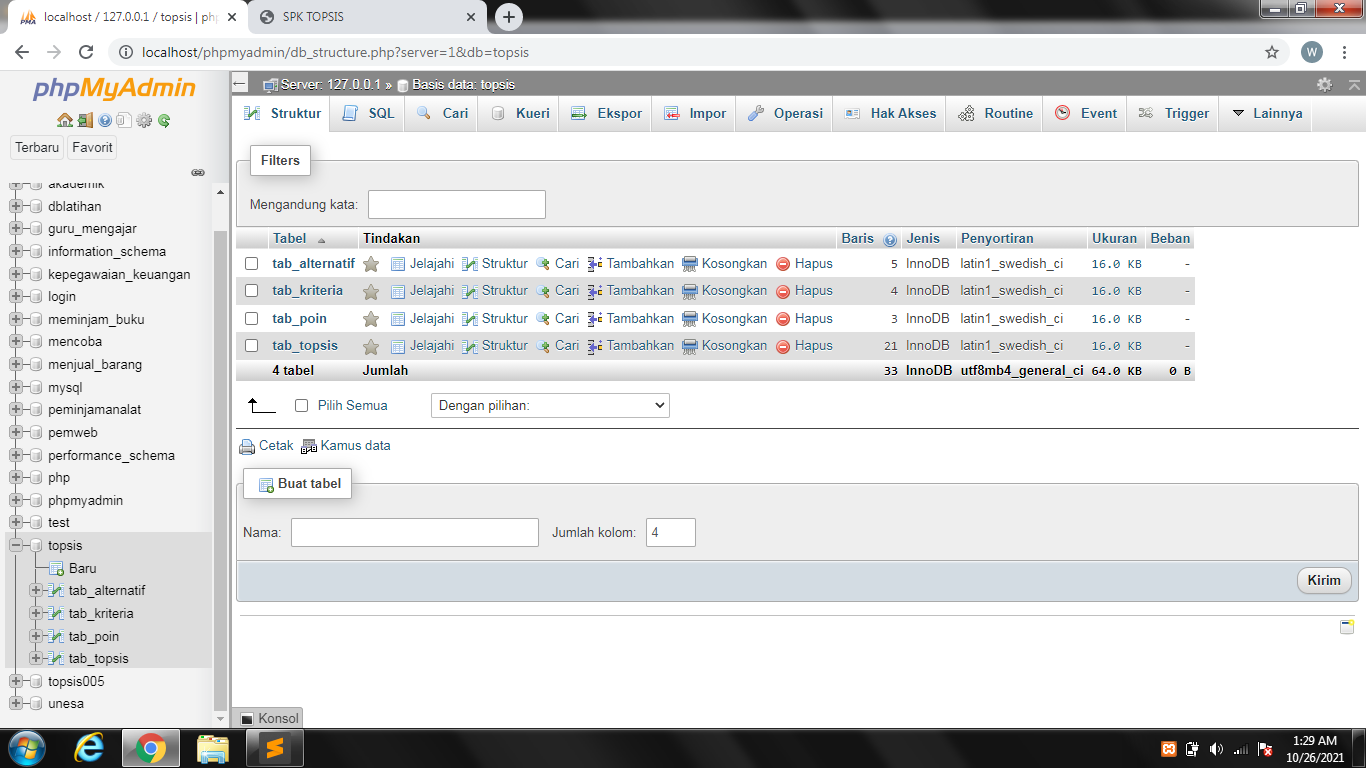 localhost / 127.0.0.1 / topsis | php
SPK TOPSIS
localhost/phpmyadmin/db_structure.php?server=1&db=topsis
W
phpMyAdmin
Terbaru Favorit
akademik
dblatihan
guru_mengajar
information_schema
kepegawaian_keuangan
login
meminjam_buku
mencoba
menjual_barang
mysql
peminjamanalat
pemweb
performance_schema
php
phpmyadmin
test
topsis
Baru
tab_alternatif
tab_kriteria
tab_poin
tab_topsis
topsis005
unesa
Server: 127.0.0.1 » Basis data: topsis
Struktur SQL Cari Kueri Ekspor Impor Operasi Hak Akses Routine Event Trigger Lainnya
Filters
Mengandung kata:
Tabel Tindakan Baris Jenis Penyortiran Ukuran Beban
tab_alternatif Jelajahi Struktur Cari Tambahkan Kosongkan Hapus 5 InnoDB latin1_swedish_ci 16.0 KB -
tab_kriteria Jelajahi Struktur Cari Tambahkan Kosongkan Hapus 4 InnoDB latin1_swedish_ci 16.0 KB -
tab_poin Jelajahi Struktur Cari Tambahkan Kosongkan Hapus 3 InnoDB latin1_swedish_ci 16.0 KB -
tab_topsis Jelajahi Struktur Cari Tambahkan Kosongkan Hapus 21 InnoDB latin1_swedish_ci 16.0 KB -
4 tabel Jumlah 33 InnoDB utf8mb4_general_ci 64.0 KB 0 B
Pilih Semua Dengan pilihan:
Cetak Kamus data
Buat tabel
Nama: Jumlah kolom: 4
Kirim
Konsol
1:29 AM
10/26/2021